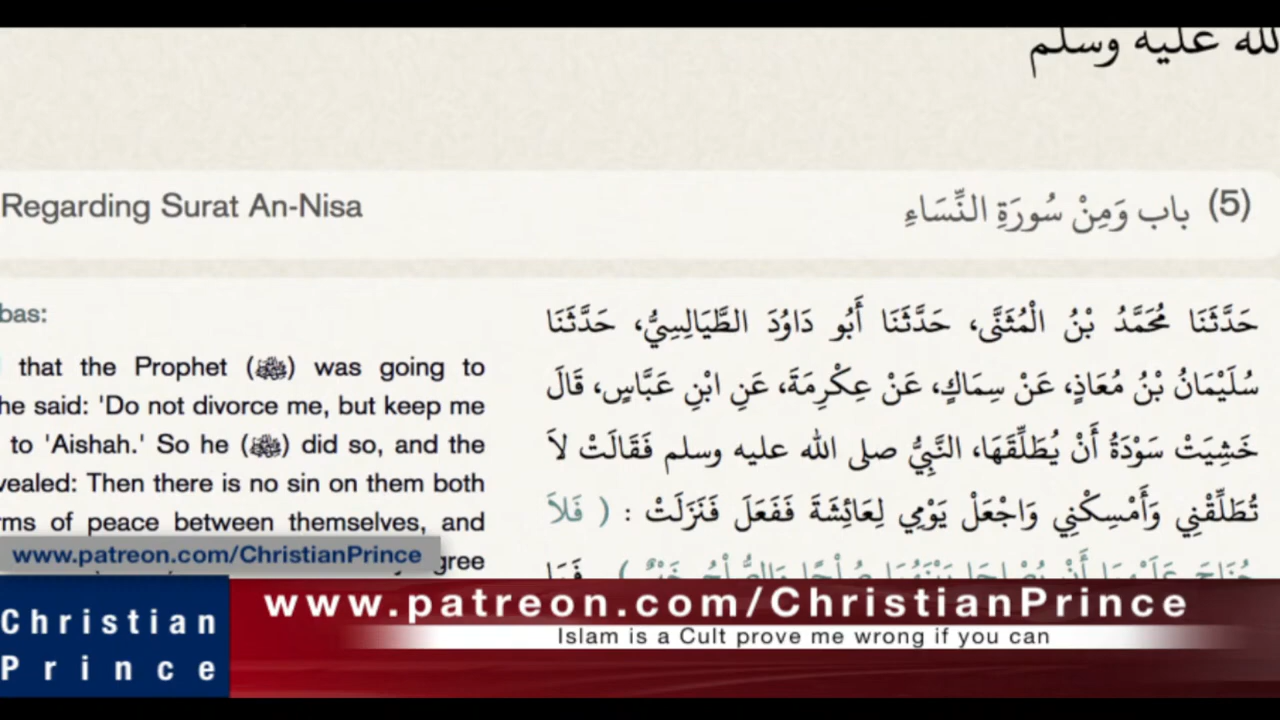 لله عليه وسلم
Regarding Surat An-Nisa
(5) باب وَمِنْ سُورَةِ النِّسَاءِ
bas:
that the Prophet (ﷺ) was going to
he said: 'Do not divorce me, but keep me
to 'Aishah.' So he (ﷺ) did so, and the
vealed: Then there is no sin on them both
rms of peace between themselves, and
gree
حَدَّثَنَا مُحَمَّدُ بْنُ الْمُثَنَّى، حَدَّثَنَا أَبُو دَاوُدَ الطَّيَالِسِيُّ، حَدَّثَنَا
سُلَيْمَانُ بْنُ مُعَاذٍ، عَنْ سِمَاكٍ، عَنْ عِكْرِمَةَ، عَنِ ابْنِ عَبَّاسٍ، قَالَ
خَشِيَتْ سَوْدَةُ أَنْ يُطَلِّقَهَا، النَّبِيُّ صلى الله عليه وسلم فَقَالَتْ لاَ
تُطَلِّقْنِي وَأَمْسِكْنِي وَاجْعَلْ يَوْمِي لِعَائِشَةَ فَفَعَلَ فَنَزَلَتْ : ( فَلاَ
جُنَاحَ عَلَيْهِمَا أَنْ يُصْلِحَا بَيْنَهُمَا صُلْحًا وَالصُّلْحُ خَيْرٌ ) فَمَا
www.patreon.com/ChristianPrince
Christian
Prince
www.patreon.com/ChristianPrince
Islam is a Cult prove me wrong if you can